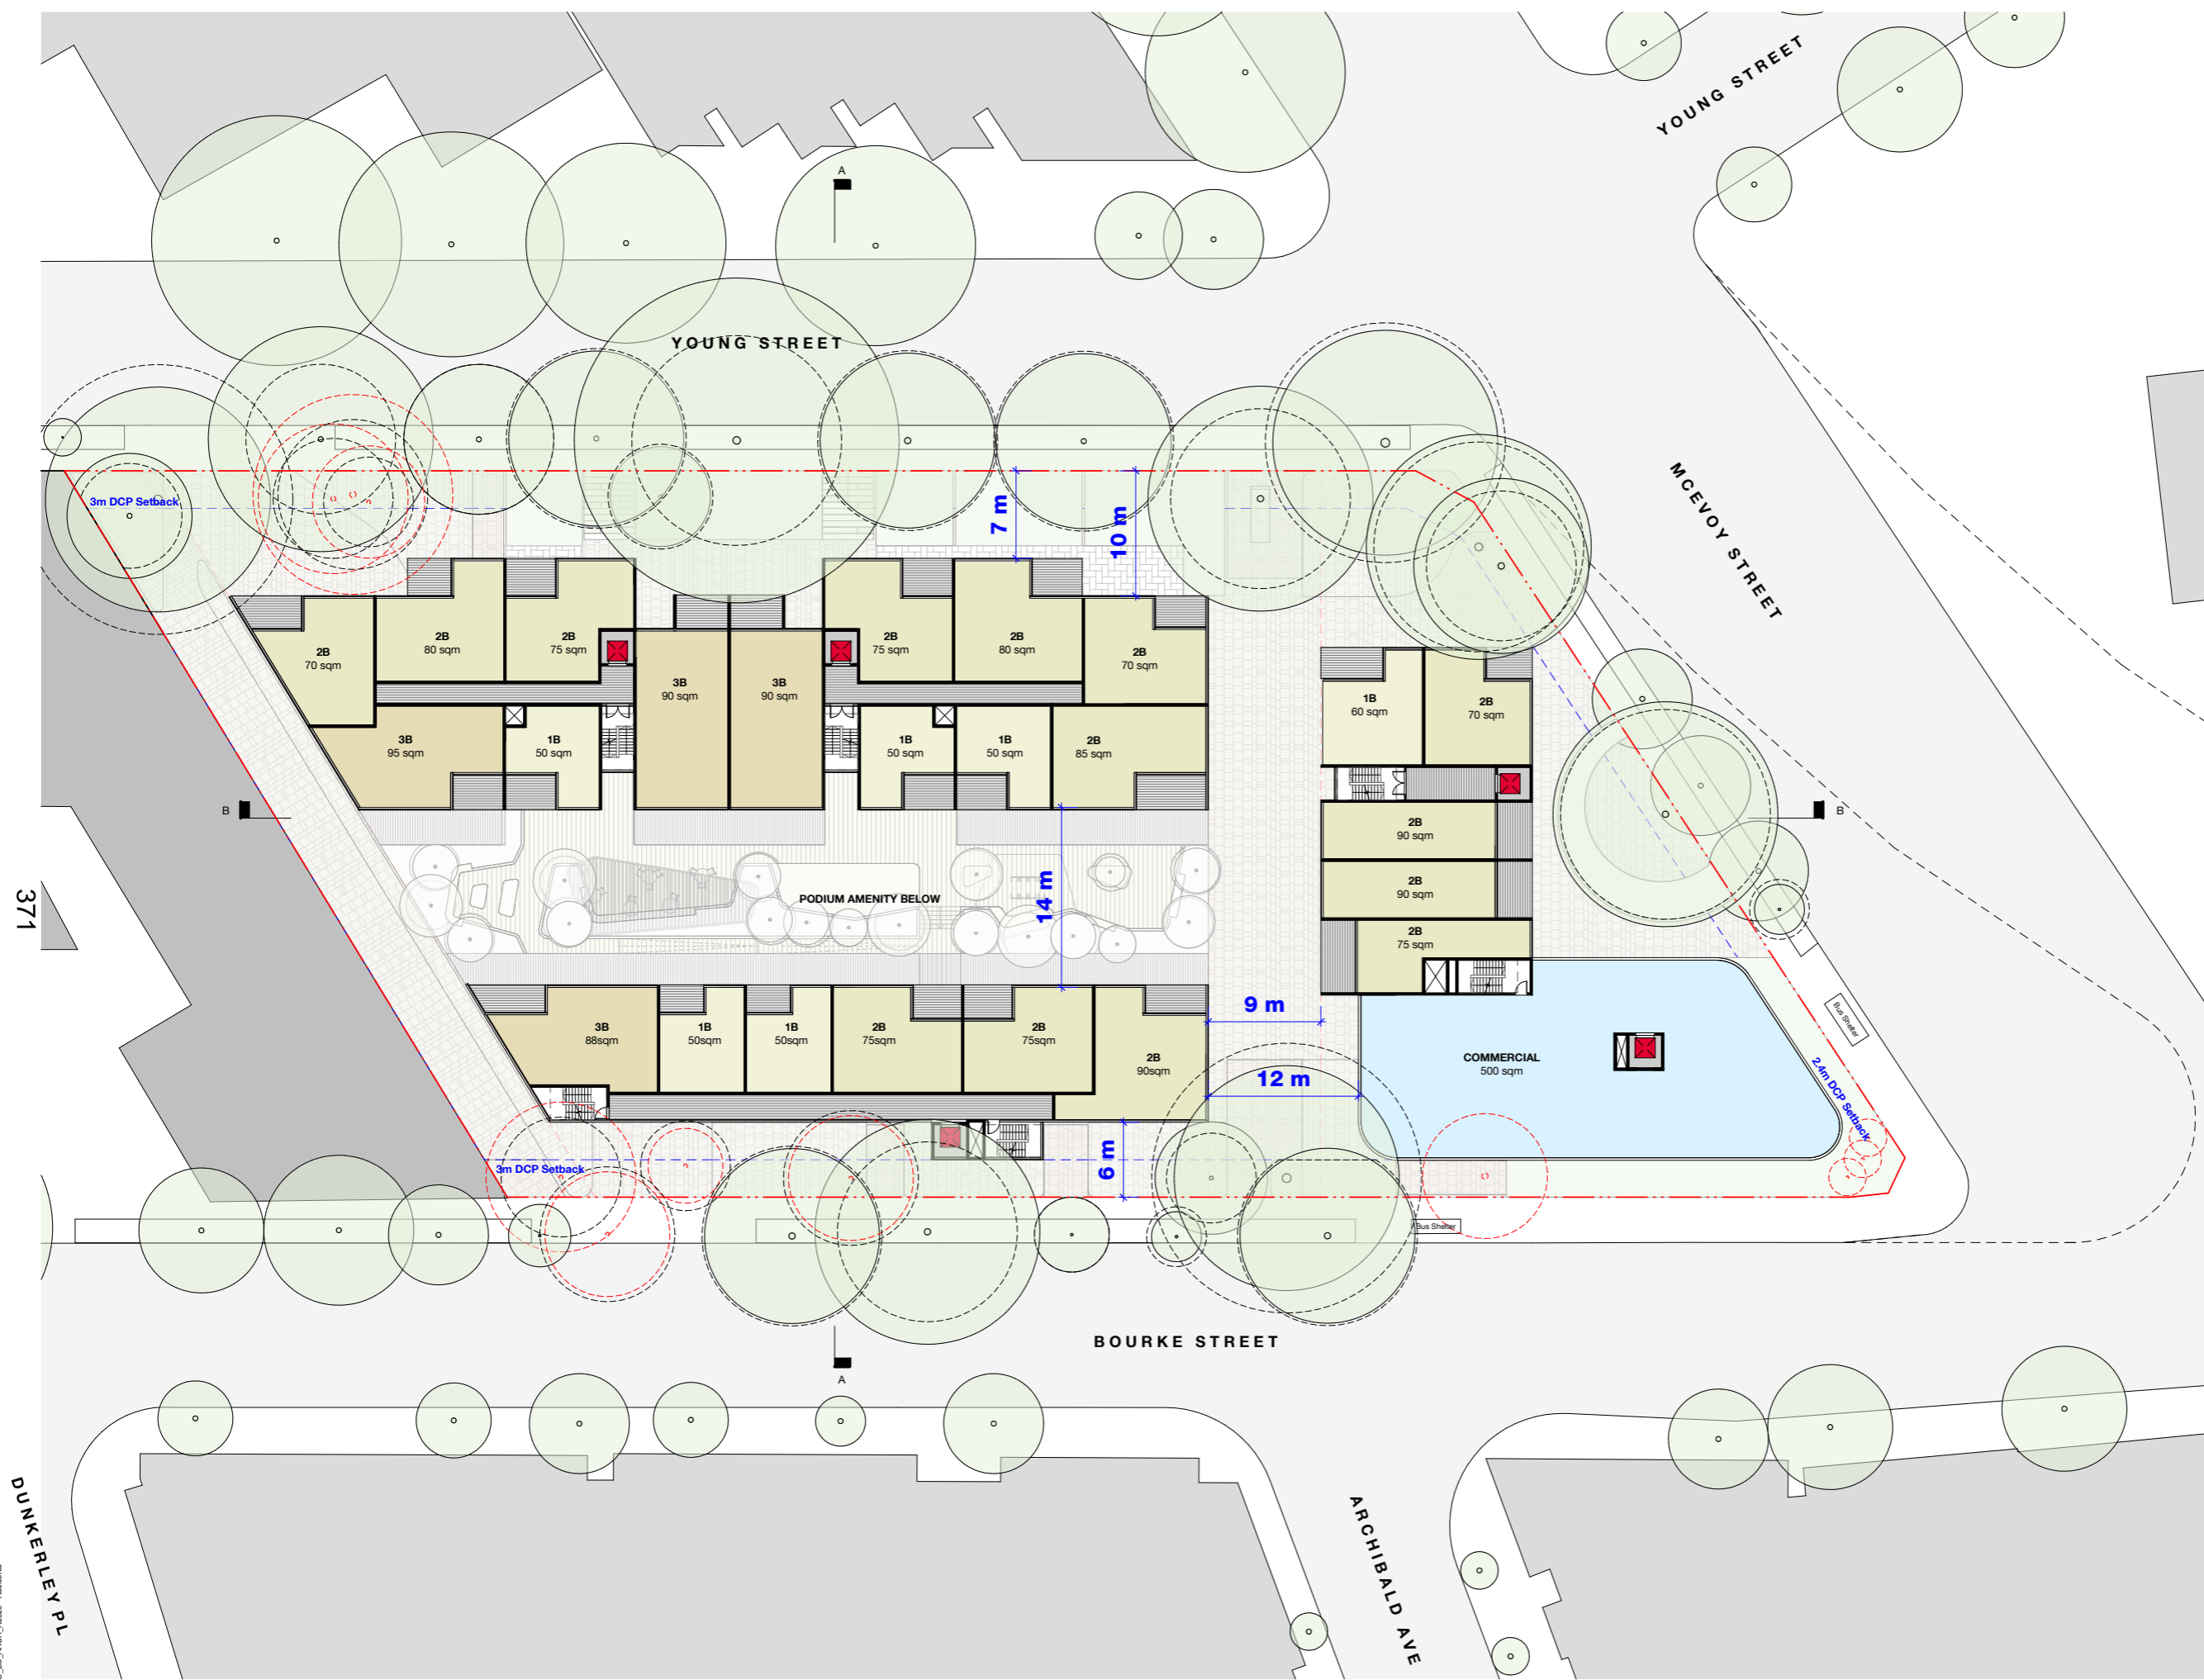 YOUNG STREET
A
YOUNG STREET
MCEVOY STREET
3m DCP Setback
7 m
10 m
2B
70 sqm
2B
80 sqm
2B
75 sqm
3B
90 sqm
3B
90 sqm
2B
75 sqm
2B
80 sqm
2B
70 sqm
1B
60 sqm
2B
70 sqm
3B
95 sqm
1B
50 sqm
1B
50 sqm
1B
50 sqm
2B
85 sqm
B
B
2B
90 sqm
2B
90 sqm
2B
75 sqm
371
PODIUM AMENITY BELOW
14 m
9 m
12 m
6 m
3B
88sqm
1B
50sqm
1B
50sqm
2B
75sqm
2B
75sqm
2B
90sqm
COMMERCIAL
500 sqm
Bus Shelter
2.4m DCP Setback
3m DCP Setback
Bus Shelter
BOURKE STREET
A
DUNKERLEY PL
ARCHIBALD AVE